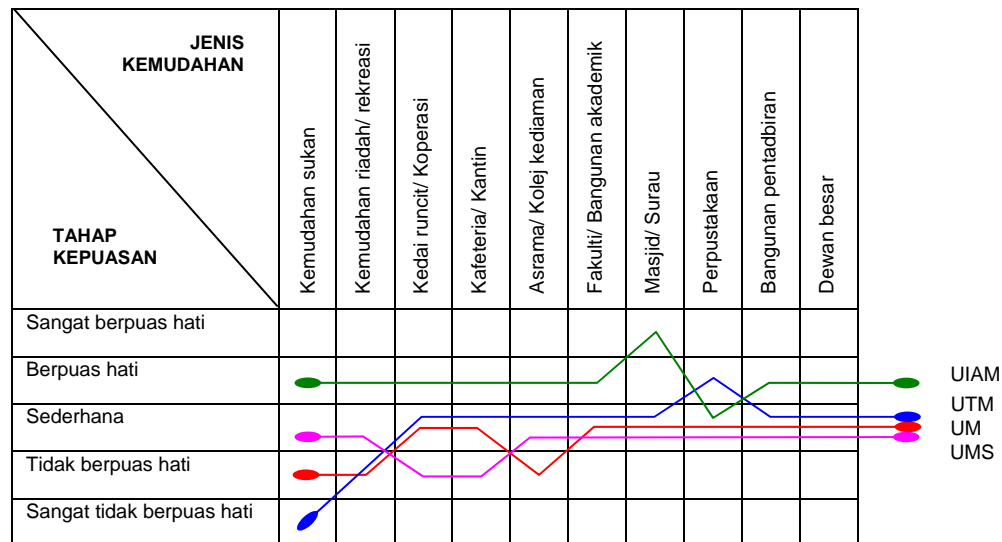 JENIS
KEMUDAHAN
TAHAP
KEPUASAN
Kemudahan sukan
Kemudahan riadah/ rekreasi
Kedai runcit/ Koperasi
Kafeteria/ Kantin
Asrama/ Kolej kediaman
Fakulti/ Bangunan akademik
Masjid/ Surau
Perpustakaan
Bangunan pentadbiran
Dewan besar
Sangat berpuas hati
Berpuas hati
Sederhana
Tidak berpuas hati
Sangat tidak berpuas hati
UIAM
UTM
UM
UMS